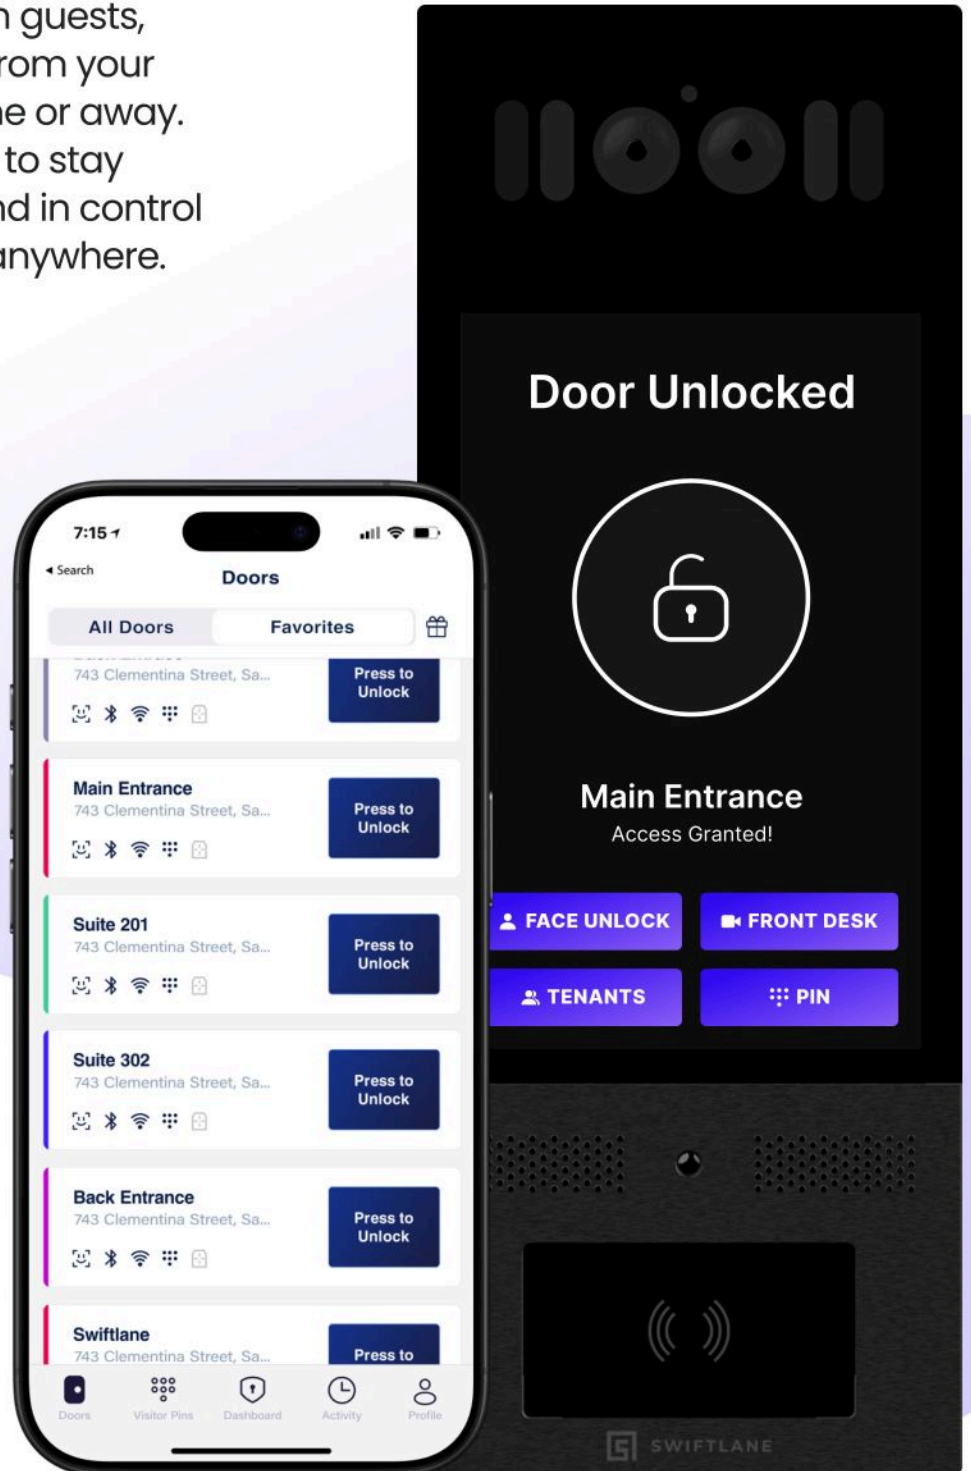 n guests,
rom your
ne or away.
to stay
nd in control
anywhere.
Door Unlocked
Main Entrance
Access Granted!
FACE UNLOCK
FRONT DESK
TENANTS
PIN
SWIFTLANE
7:15
Search
Doors
All Doors
Favorites
743 Clementina Street, Sa...
Press to
Unlock
Main Entrance
743 Clementina Street, Sa...
Press to
Unlock
Suite 201
743 Clementina Street, Sa...
Press to
Unlock
Suite 302
743 Clementina Street, Sa...
Press to
Unlock
Back Entrance
743 Clementina Street, Sa...
Press to
Unlock
Swiftlane
743 Clementina Street, Sa...
Press to
Doors
Visitor Pins
Dashboard
Activity
Profile